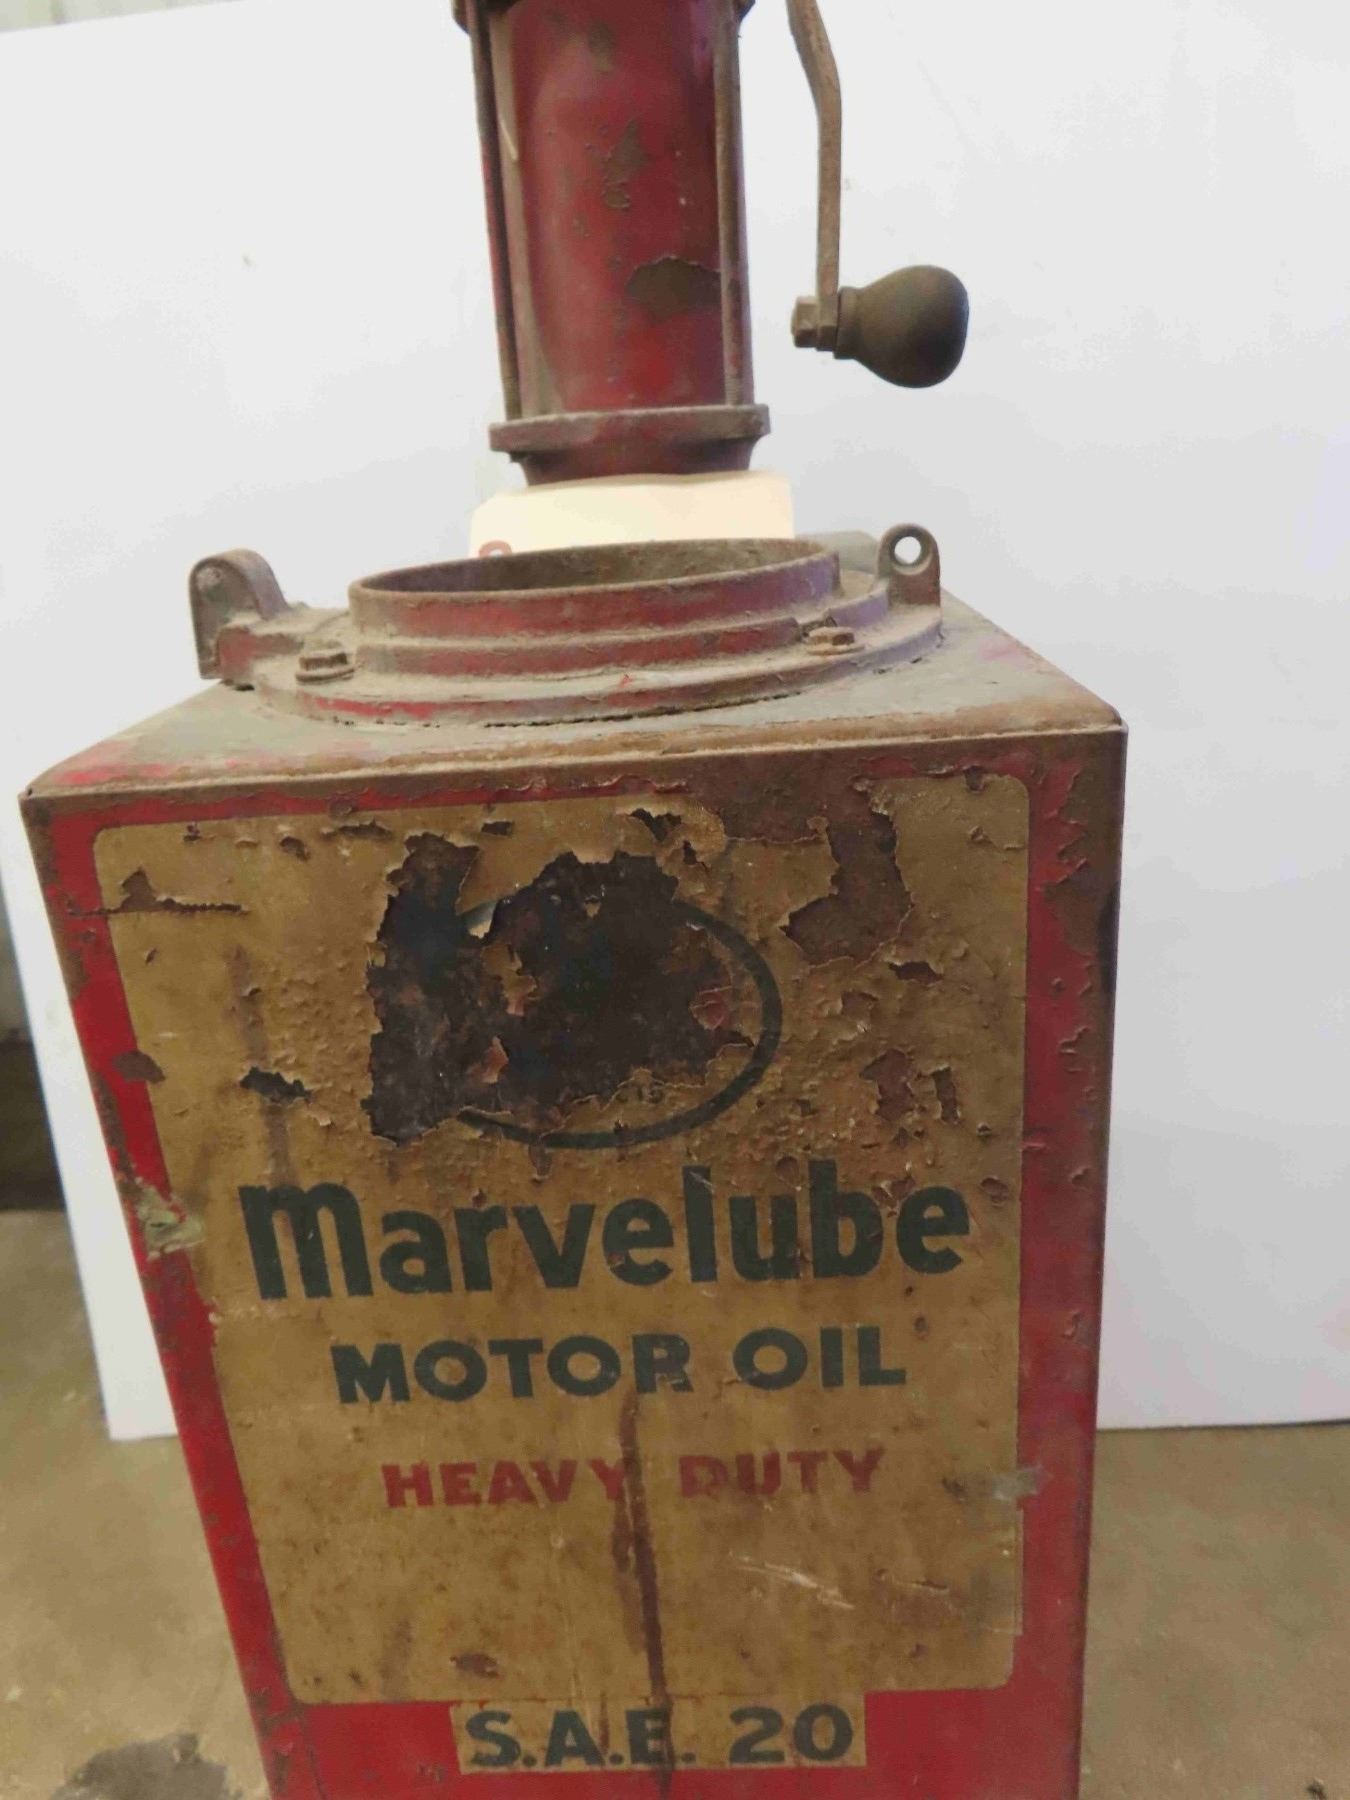 Marvelube
MOTOR OIL
HEAVY DUTY
S.A.E. 20